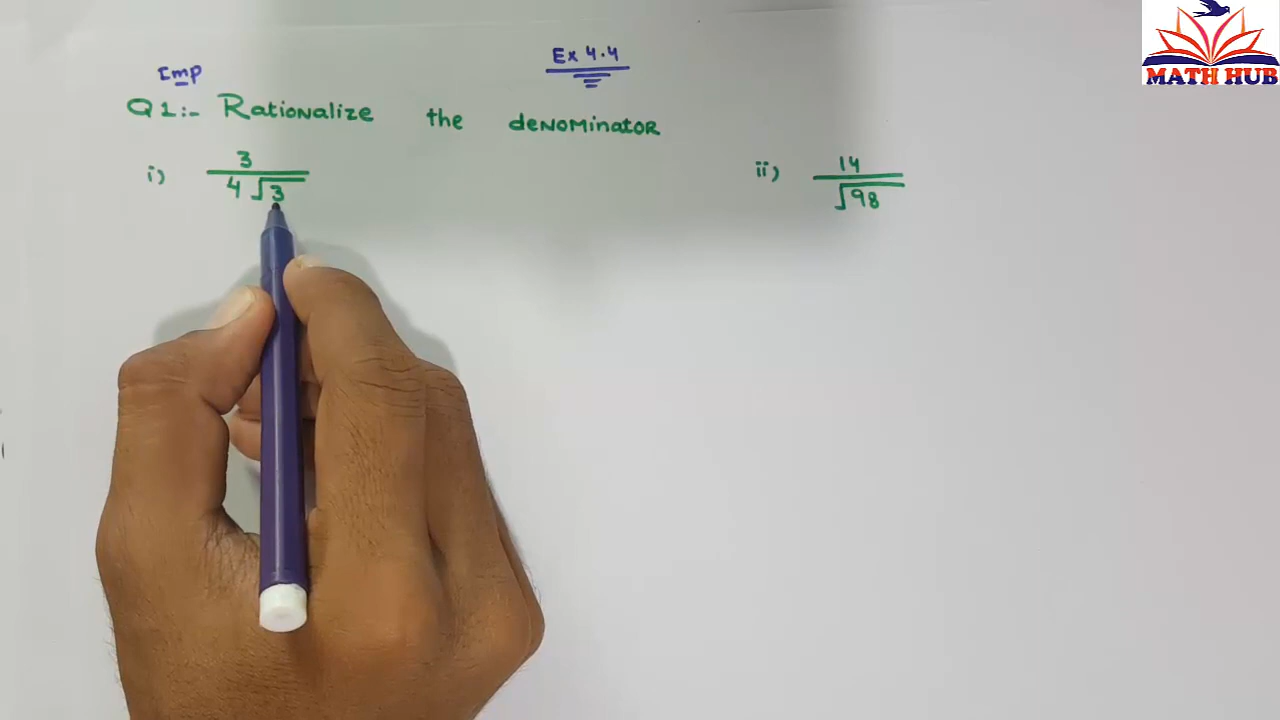 Ex 4.4
Imp
Q1:- Rationalize the denominator
i) 3 / 4√3
ii) 14 / √98
MATH HUB